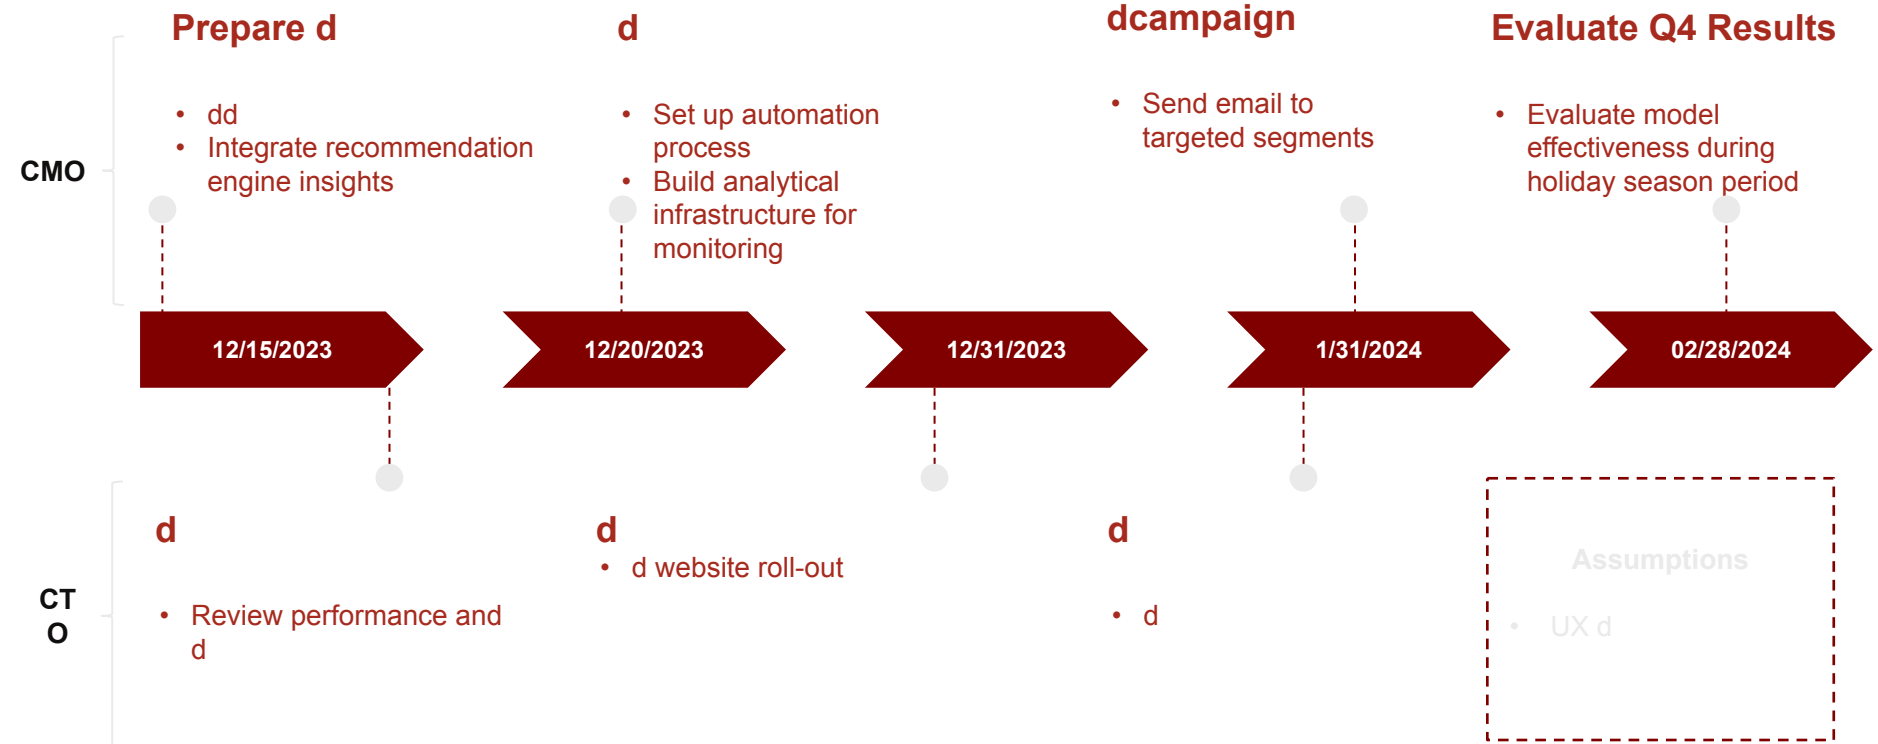 Prepare d
d
dcampaign
Evaluate Q4 Results
CMO
• dd
• Integrate recommendation
engine insights
• Set up automation
process
• Build analytical
infrastructure for
monitoring
• Send email to
targeted segments
• Evaluate model
effectiveness during
holiday season period
12/15/2023
12/20/2023
12/31/2023
1/31/2024
02/28/2024
CT
O
d
• Review performance and
d
d
• d website roll-out
d
• d
Assumptions
• UX d